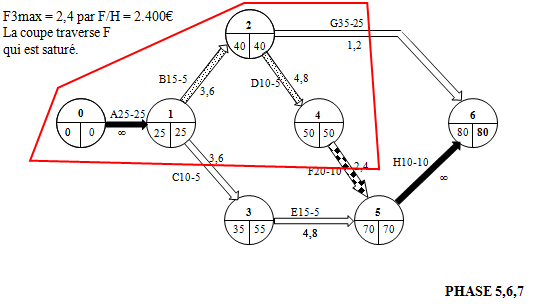 F3max = 2,4 par F/H = 2.400€
La coupe traverse F
qui est saturé.
G35-25
1,2
2
40 40
B15-5
3,6
D10-5
4,8
0
0 0
A25-25
∞
1
25 25
4
50 50
6
80 80
C10-5
3,6
F20-10
2,4
H10-10
∞
3
35 55
E15-5
4,8
5
70 70
PHASE 5,6,7